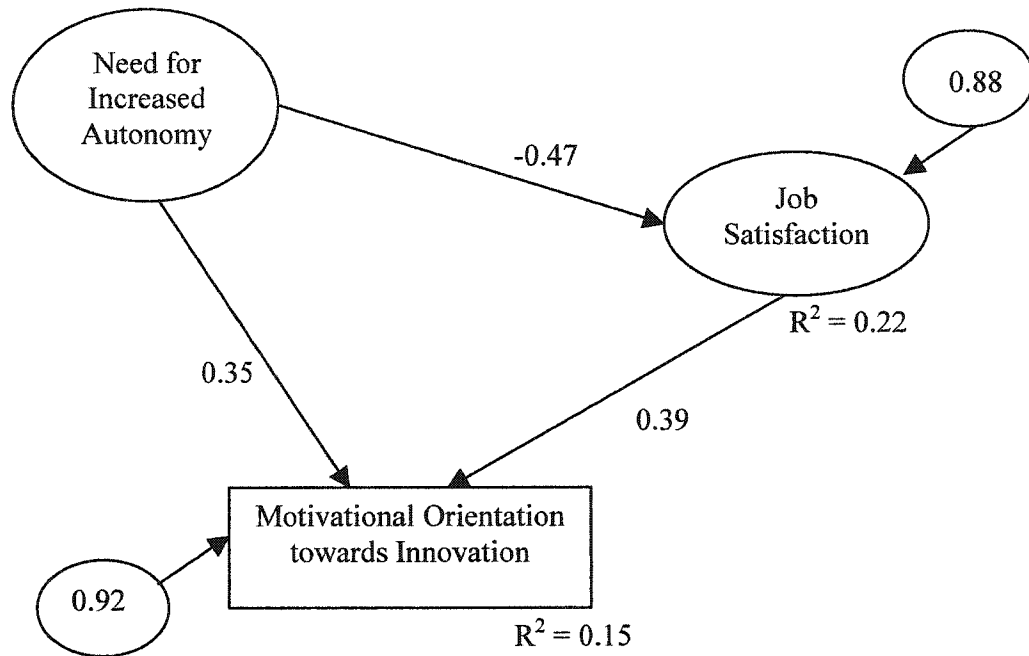 Need for
Increased
Autonomy
0.88
-0.47
Job
Satisfaction
R² = 0.22
0.35
0.39
Motivational Orientation
towards Innovation
0.92
R² = 0.15